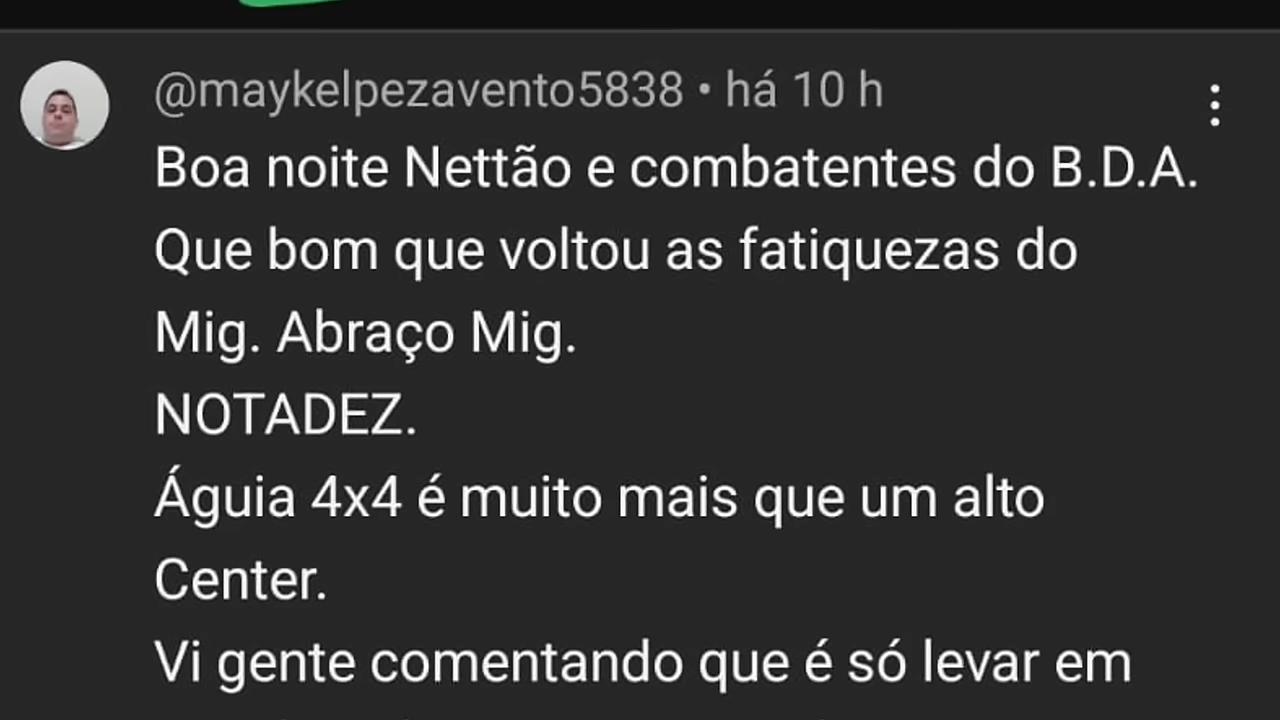 @maykelpezavento5838 • há 10 h
Boa noite Nettão e combatentes do B.D.A.
Que bom que voltou as fatiquezas do
Mig. Abraço Mig.
NOTADEZ.
Águia 4x4 é muito mais que um alto
Center.
Vi gente comentando que é só levar em